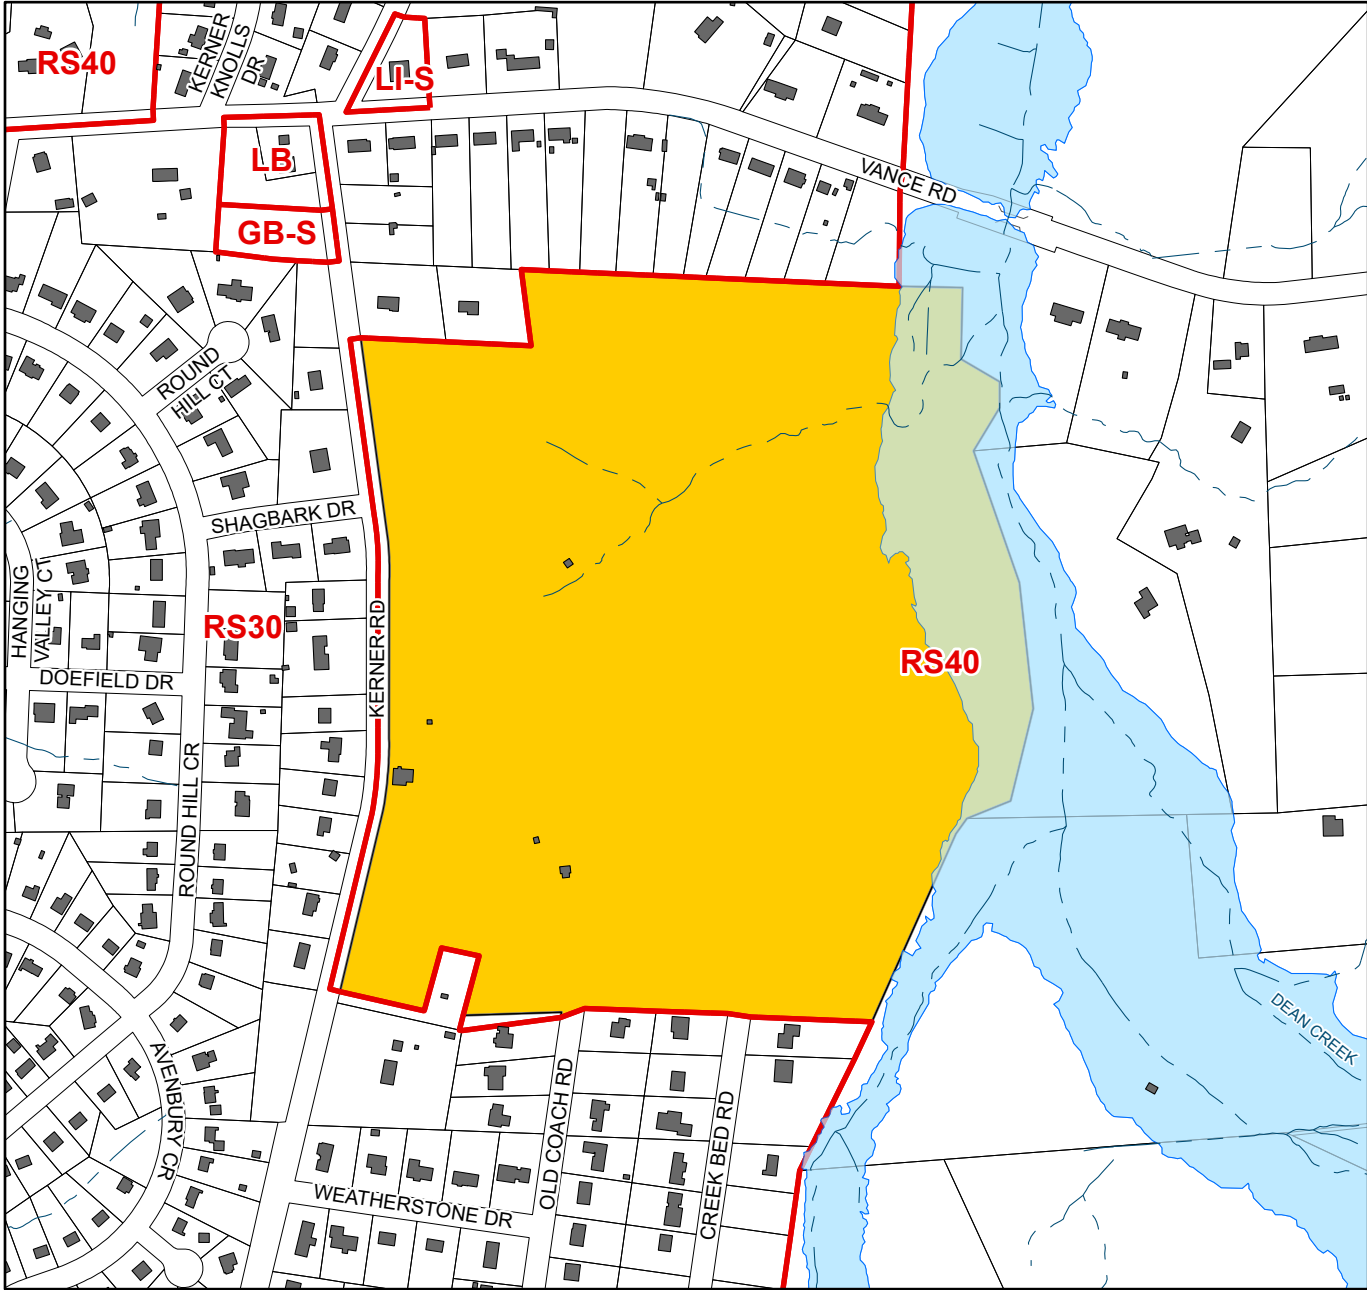 RS40
KERNER
KNOLLS
DR
LI-S
LB
GB-S
VANCE RD
ROUND
HILL CT
SHAGBARK DR
HANGING
VALLEY CT
RS30
KERNER RD
RS40
DOEFIELD DR
ROUND HILL CR
DEAN CREEK
AVENBURY CR
OLD COACH RD
CREEK BED RD
WEATHERSTONE DR